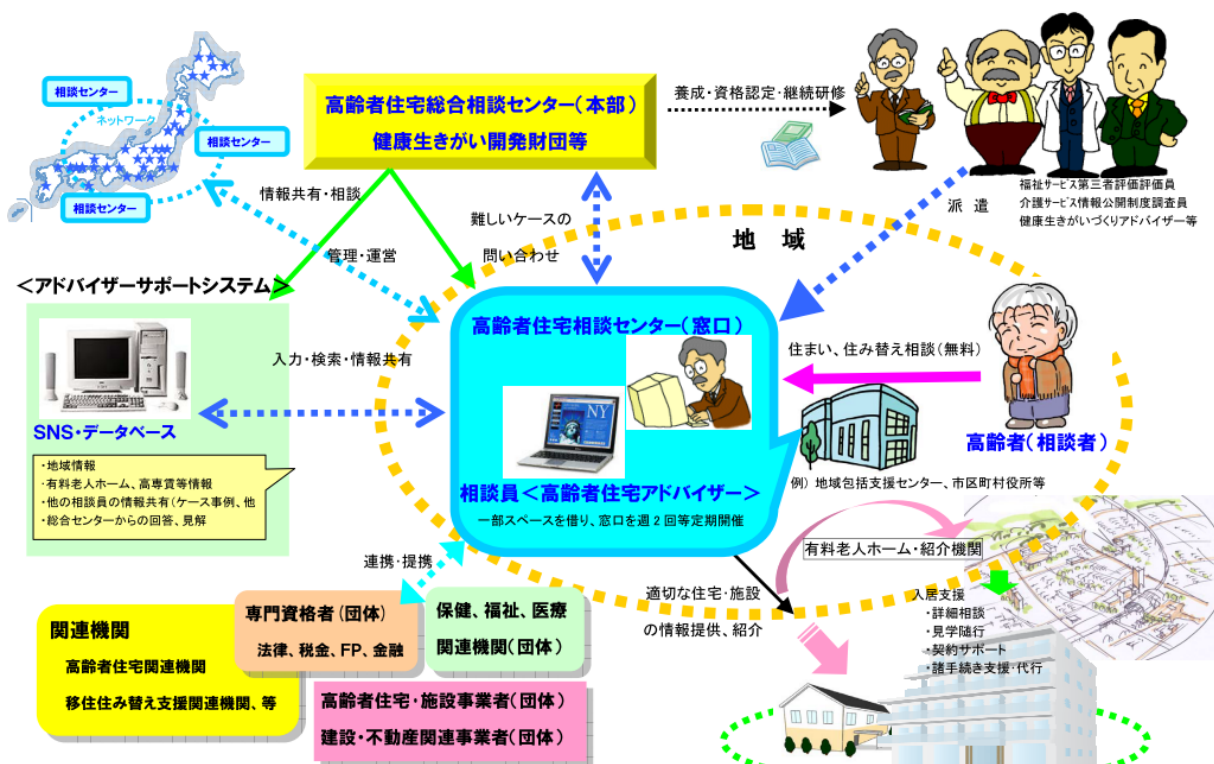 相談センター
ネットワーク
相談センター
相談センター
高齢者住宅総合相談センター（本部）
健康生きがい開発財団等
養成・資格認定・継続研修
福祉サービス第三者評価評価員
介護サービス情報公開制度調査員
健康生きがいづくりアドバイザー等
派 遣
情報共有・相談
管理・運営
難しいケースの
問い合わせ
地 域
＜アドバイザーサポートシステム＞
入力・検索・情報共有
SNS・データベース
・地域情報
・有料老人ホーム、高専賃等情報
・他の相談員の情報共有（ケース事例、他
・総合センターからの回答、見解
高齢者住宅相談センター（窓口）
NY
相談員＜高齢者住宅アドバイザー＞
一部スペースを借り、窓口を週２回等定期開催
住まい、住み替え相談（無料）
高齢者（相談者）
例） 地域包括支援センター、市区町村役所等
有料老人ホーム・紹介機関
連携・提携
適切な住宅・施設
の情報提供、紹介
入居支援
・詳細相談
・見学随行
・契約サポート
・諸手続き支援・代行
関連機関
高齢者住宅関連機関
移住住み替え支援関連機関、等
専門資格者（団体）
法律、税金、FP、金融
保健、福祉、医療
関連機関（団体）
高齢者住宅・施設事業者（団体）
建設・不動産関連事業者（団体）